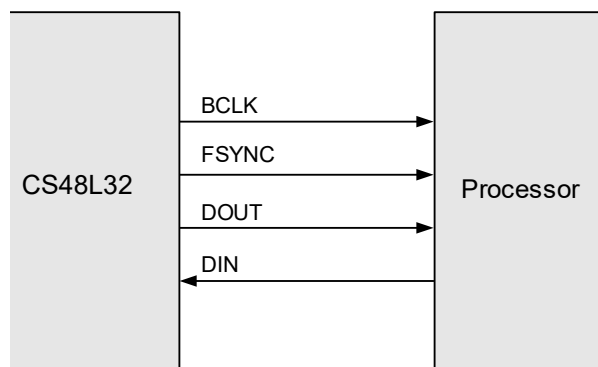 BCLK
FSYNC
CS48L32
Processor
DOUT
DIN